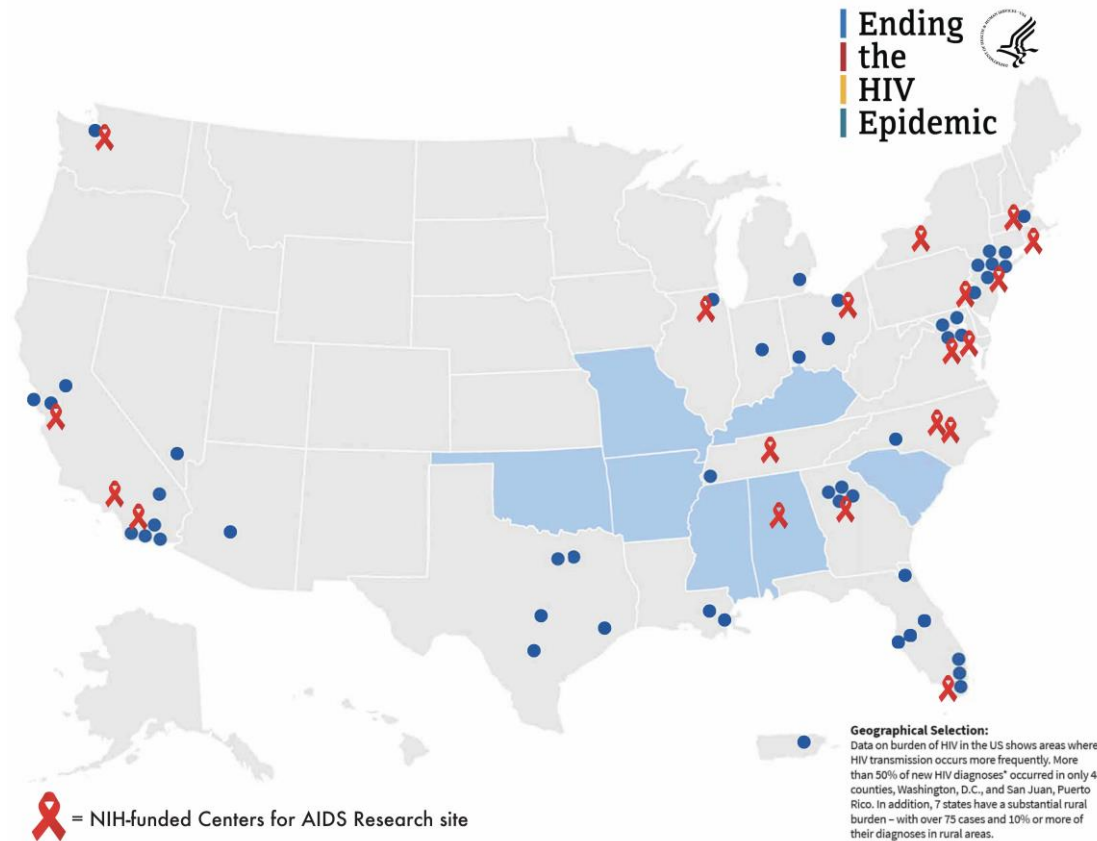 Ending
the
HIV
Epidemic
Geographical Selection:
Data on burden of HIV in the US shows areas where
HIV transmission occurs more frequently. More
than 50% of new HIV diagnoses* occurred in only 4
counties, Washington, D.C., and San Juan, Puerto
Rico. In addition, 7 states have a substantial rural
burden – with over 75 cases and 10% or more of
their diagnoses in rural areas.
= NIH-funded Centers for AIDS Research site